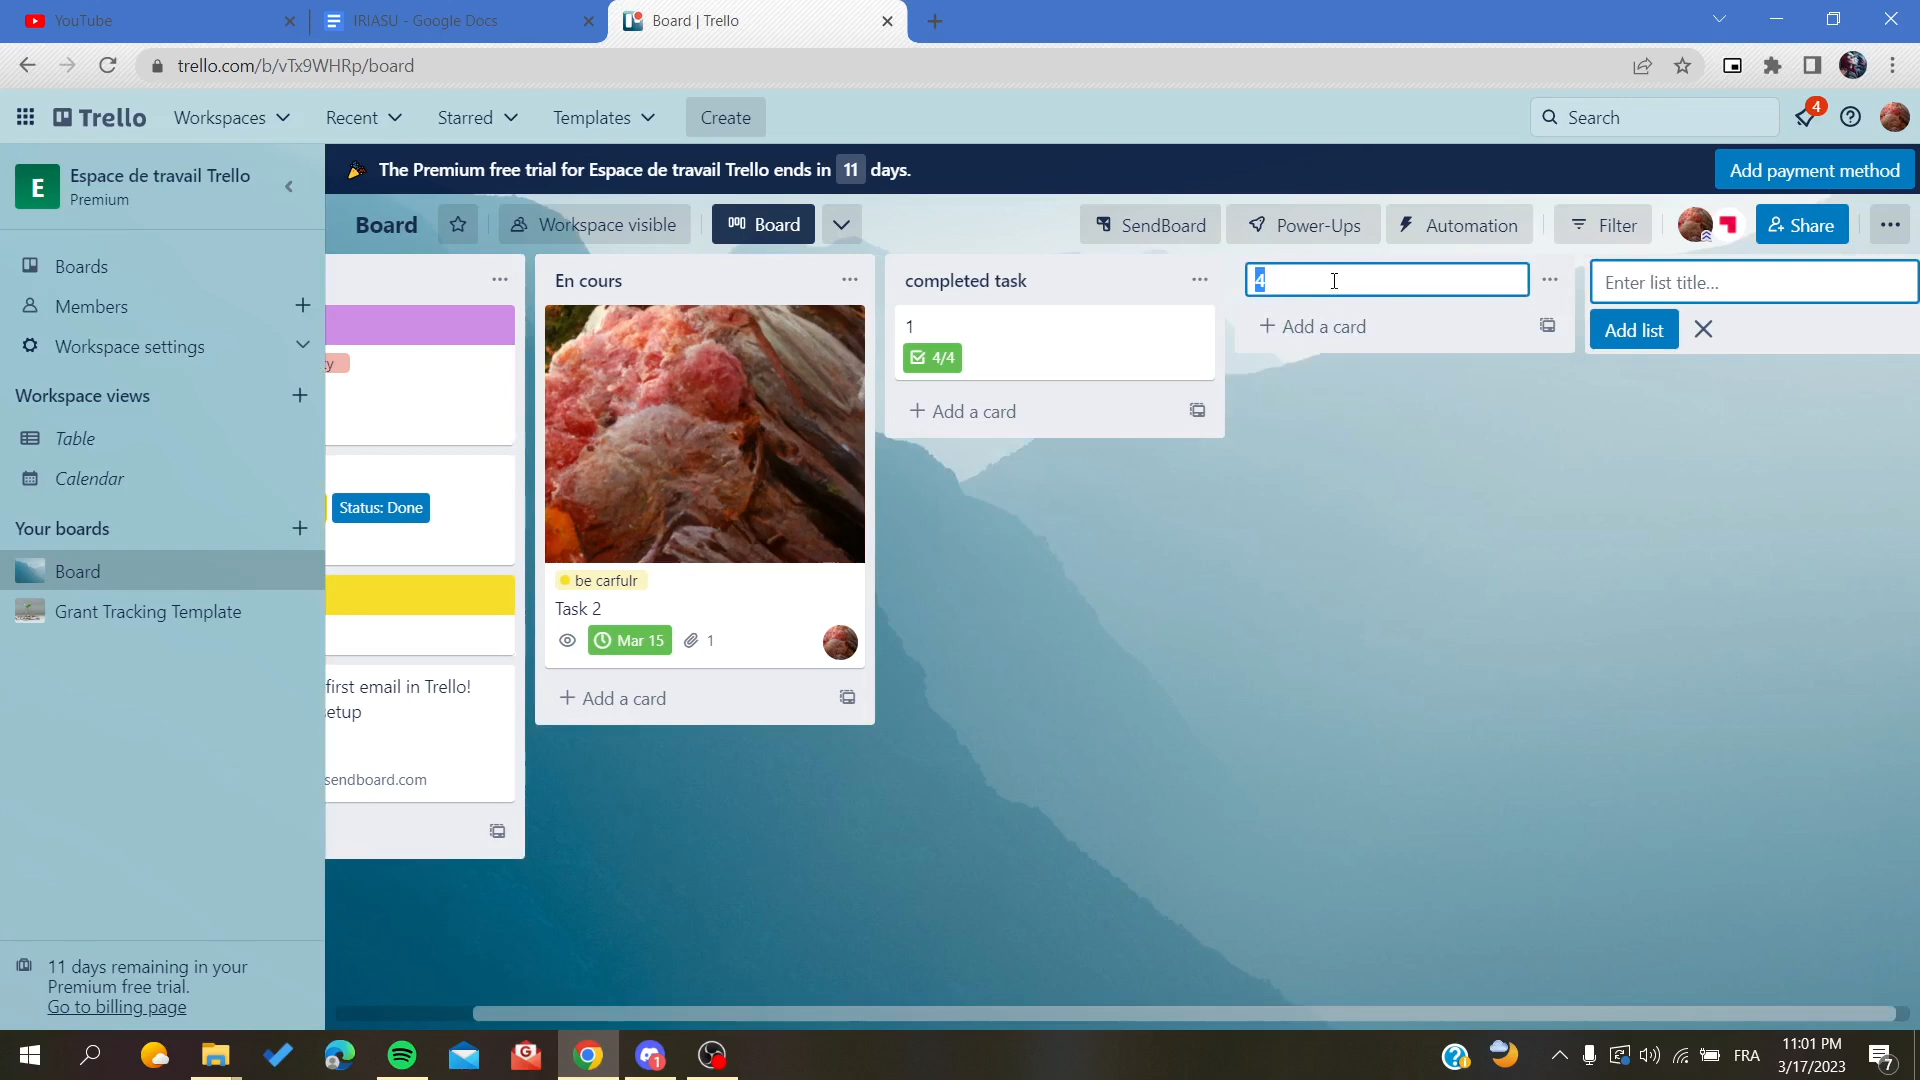 YouTube
IRIASU - Google Docs
Board | Trello
trello.com/b/vTx9WHRp/board
Trello
Workspaces
Recent
Starred
Templates
Create
Search
4
E
Espace de travail Trello
Premium
The Premium free trial for Espace de travail Trello ends in 11 days.
Add payment method
Board
Workspace visible
Board
SendBoard
Power-Ups
Automation
Filter
Share
Boards
Members
Workspace settings
Workspace views
Table
Calendar
Your boards
Board
Grant Tracking Template
11 days remaining in your
Premium free trial.
Go to billing page
Status: Done
first email in Trello!
etup
sendboard.com
En cours
be carfulr
Task 2
Mar 15
1
Add a card
completed task
1
4/4
Add a card
4
Add a card
Enter list title...
Add list
1
FRA
11:01 PM
3/17/2023
7